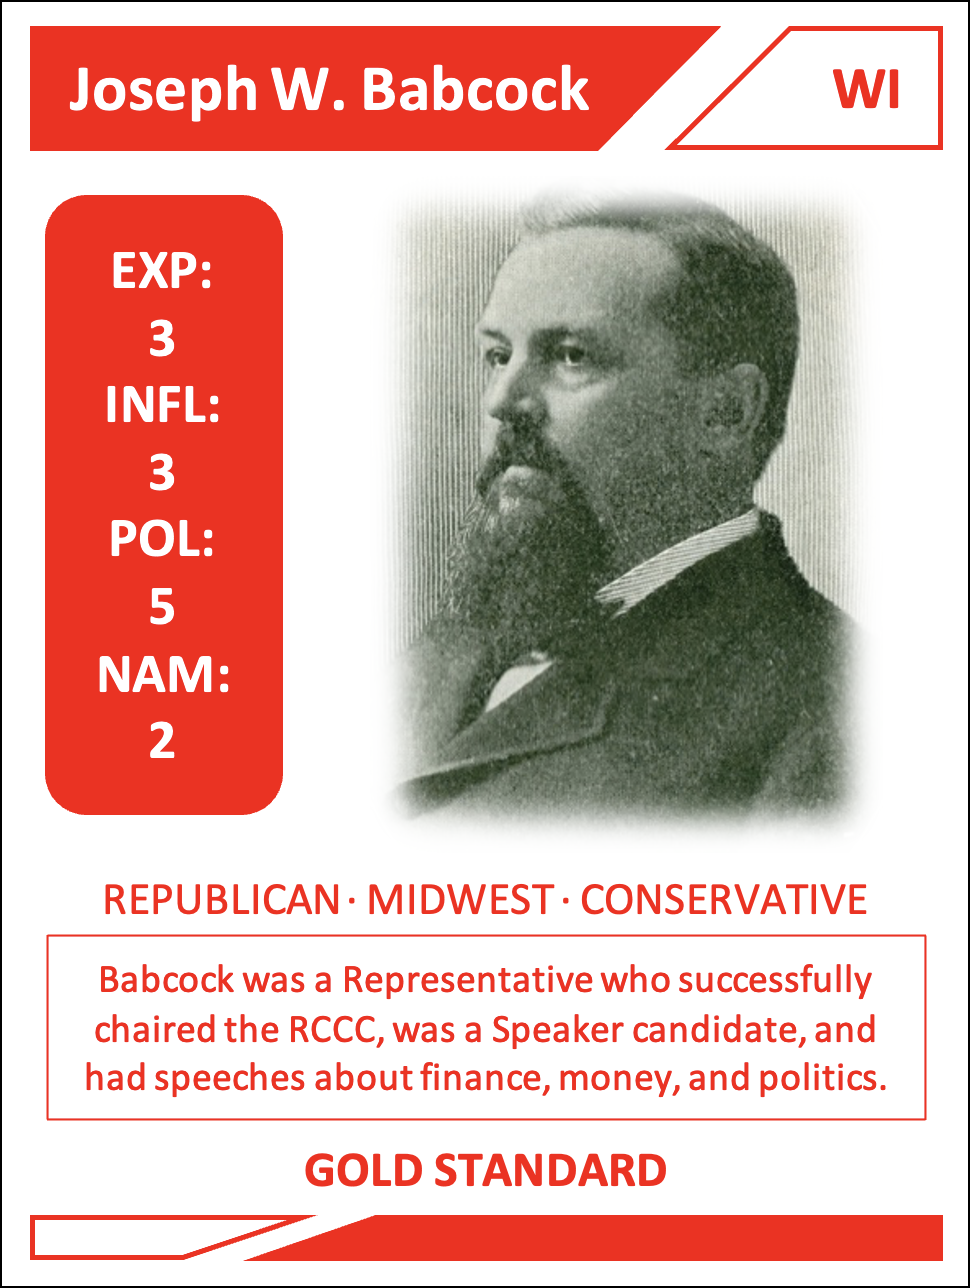 Joseph W. Babcock
WI
EXP:
3
INFL:
3
POL:
5
NAM:
2
REPUBLICAN · MIDWEST · CONSERVATIVE
Babcock was a Representative who successfully
chaired the RCCC, was a Speaker candidate, and
had speeches about finance, money, and politics.
GOLD STANDARD